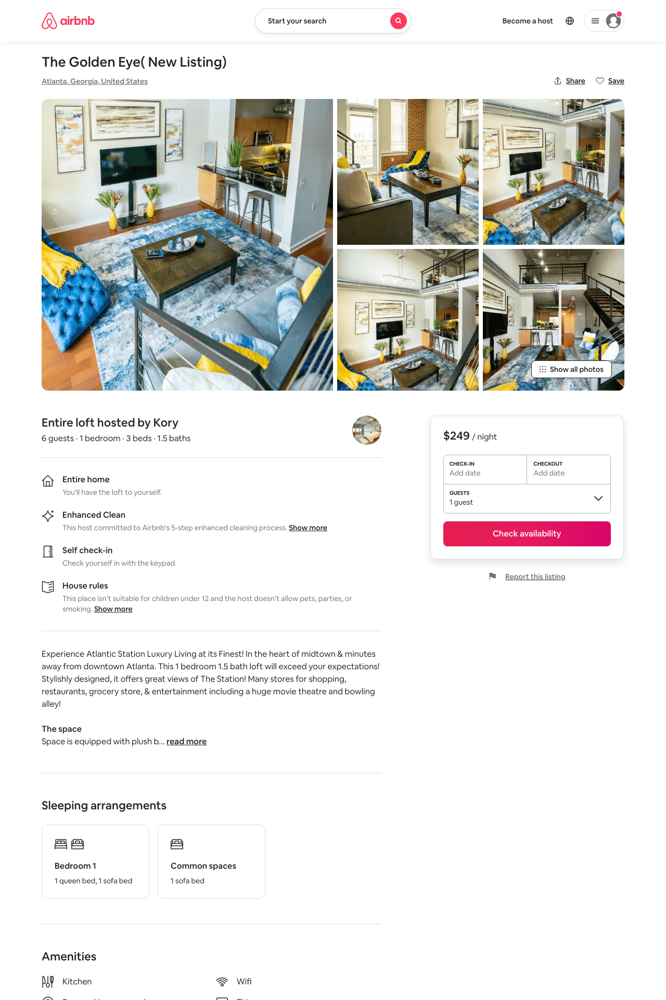 airbnb
Start your search
Become a host
The Golden Eye( New Listing)
Atlanta, Georgia, United States
Share
Save
Show all photos
Entire loft hosted by Kory
6 guests · 1 bedroom · 3 beds · 1.5 baths
$249 / night
CHECK-IN
Add date
CHECKOUT
Add date
GUESTS
1 guest
Check availability
Report this listing
Entire home
You’ll have the loft to yourself.
Enhanced Clean
This host committed to Airbnb's 5-step enhanced cleaning process. Show more
Self check-in
Check yourself in with the keypad.
House rules
This place isn’t suitable for children under 12 and the host doesn’t allow pets, parties, or
smoking. Show more
Experience Atlantic Station Luxury Living at its Finest! In the heart of midtown & minutes
away from downtown Atlanta. This 1 bedroom 1.5 bath loft will exceed your expectations!
Stylishly designed, it offers great views of The Station! Many stores for shopping,
restaurants, grocery store, & entertainment including a huge movie theatre and bowling
alley!
The space
Space is equipped with plush b... read more
Sleeping arrangements
Bedroom 1
1 queen bed, 1 sofa bed
Common spaces
1 sofa bed
Amenities
Kitchen
Wifi